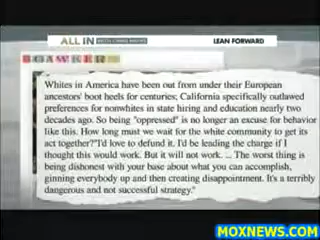 ALL IN WITH CHRIS HAYES
LEAN FORWARD
GAWKER
Whites in America have been out from under their European
ancestors' boot heels for centuries; California specifically outlawed
preferences for nonwhites in state hiring and education nearly two
decades ago. So being "oppressed" is no longer an excuse for behavior
like this. How long must we wait for the white community to get its
act together?"I'd love to defund it. I'd be leading the charge if I
thought this would work. But it will not work. ... The worst thing is
being dishonest with your base about what you can accomplish,
ginning everybody up and then creating disappointment. It's a terribly
dangerous and not successful strategy."
MOXNEWS.COM